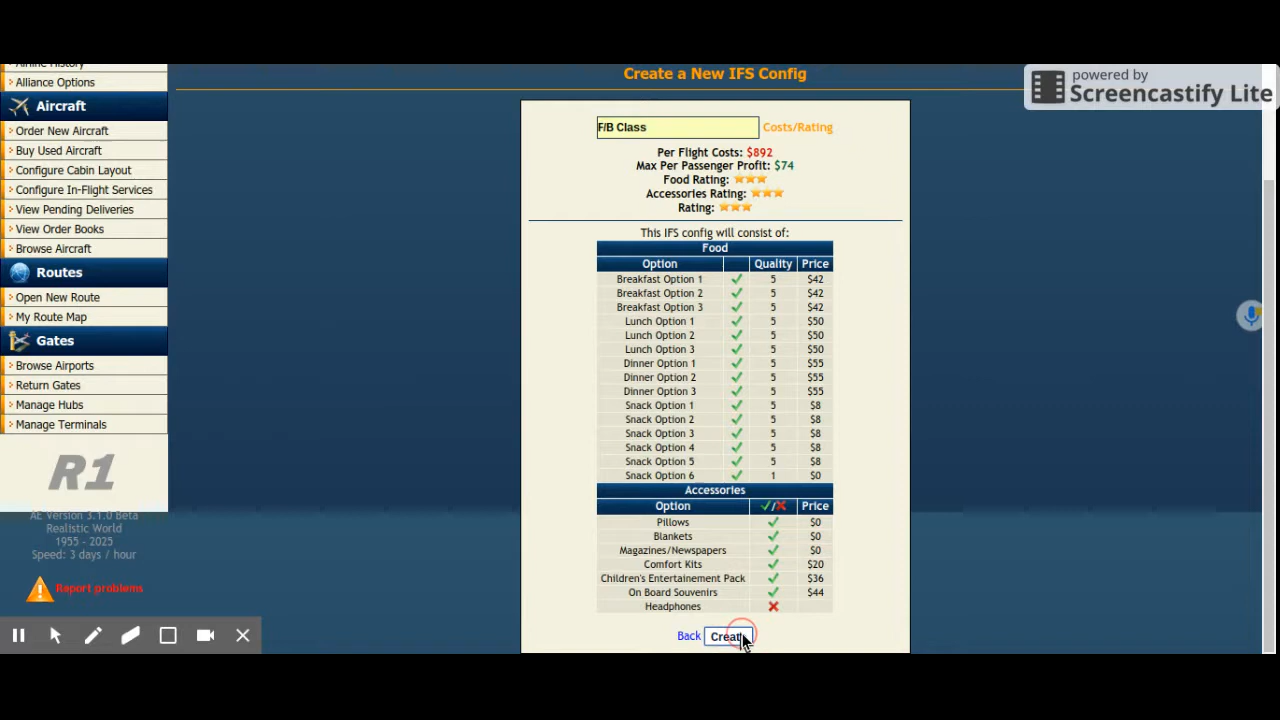 Airline History
Alliance Options
Aircraft
Order New Aircraft
Buy Used Aircraft
Configure Cabin Layout
Configure In-Flight Services
View Pending Deliveries
View Order Books
Browse Aircraft
Routes
Open New Route
My Route Map
Gates
Browse Airports
Return Gates
Manage Hubs
Manage Terminals
R1
AE Version 3.1.0 Beta
Realistic World
1955 - 2025
Speed: 3 days / hour
Report problems
Create a New IFS Config
powered by
Screencastify Lite
F/B Class Costs/Rating
Per Flight Costs: $892
Max Per Passenger Profit: $74
Food Rating:
Accessories Rating:
Rating:
This IFS config will consist of:
Food
Option Quality Price
Breakfast Option 1 5 $42
Breakfast Option 2 5 $42
Breakfast Option 3 5 $42
Lunch Option 1 5 $50
Lunch Option 2 5 $50
Lunch Option 3 5 $50
Dinner Option 1 5 $55
Dinner Option 2 5 $55
Dinner Option 3 5 $55
Snack Option 1 5 $8
Snack Option 2 5 $8
Snack Option 3 5 $8
Snack Option 4 5 $8
Snack Option 5 5 $8
Snack Option 6 1 $0
Accessories
Option ✓/✗ Price
Pillows $0
Blankets $0
Magazines/Newspapers $0
Comfort Kits $20
Children's Entertainement Pack $36
On Board Souvenirs $44
Headphones
Back Creat